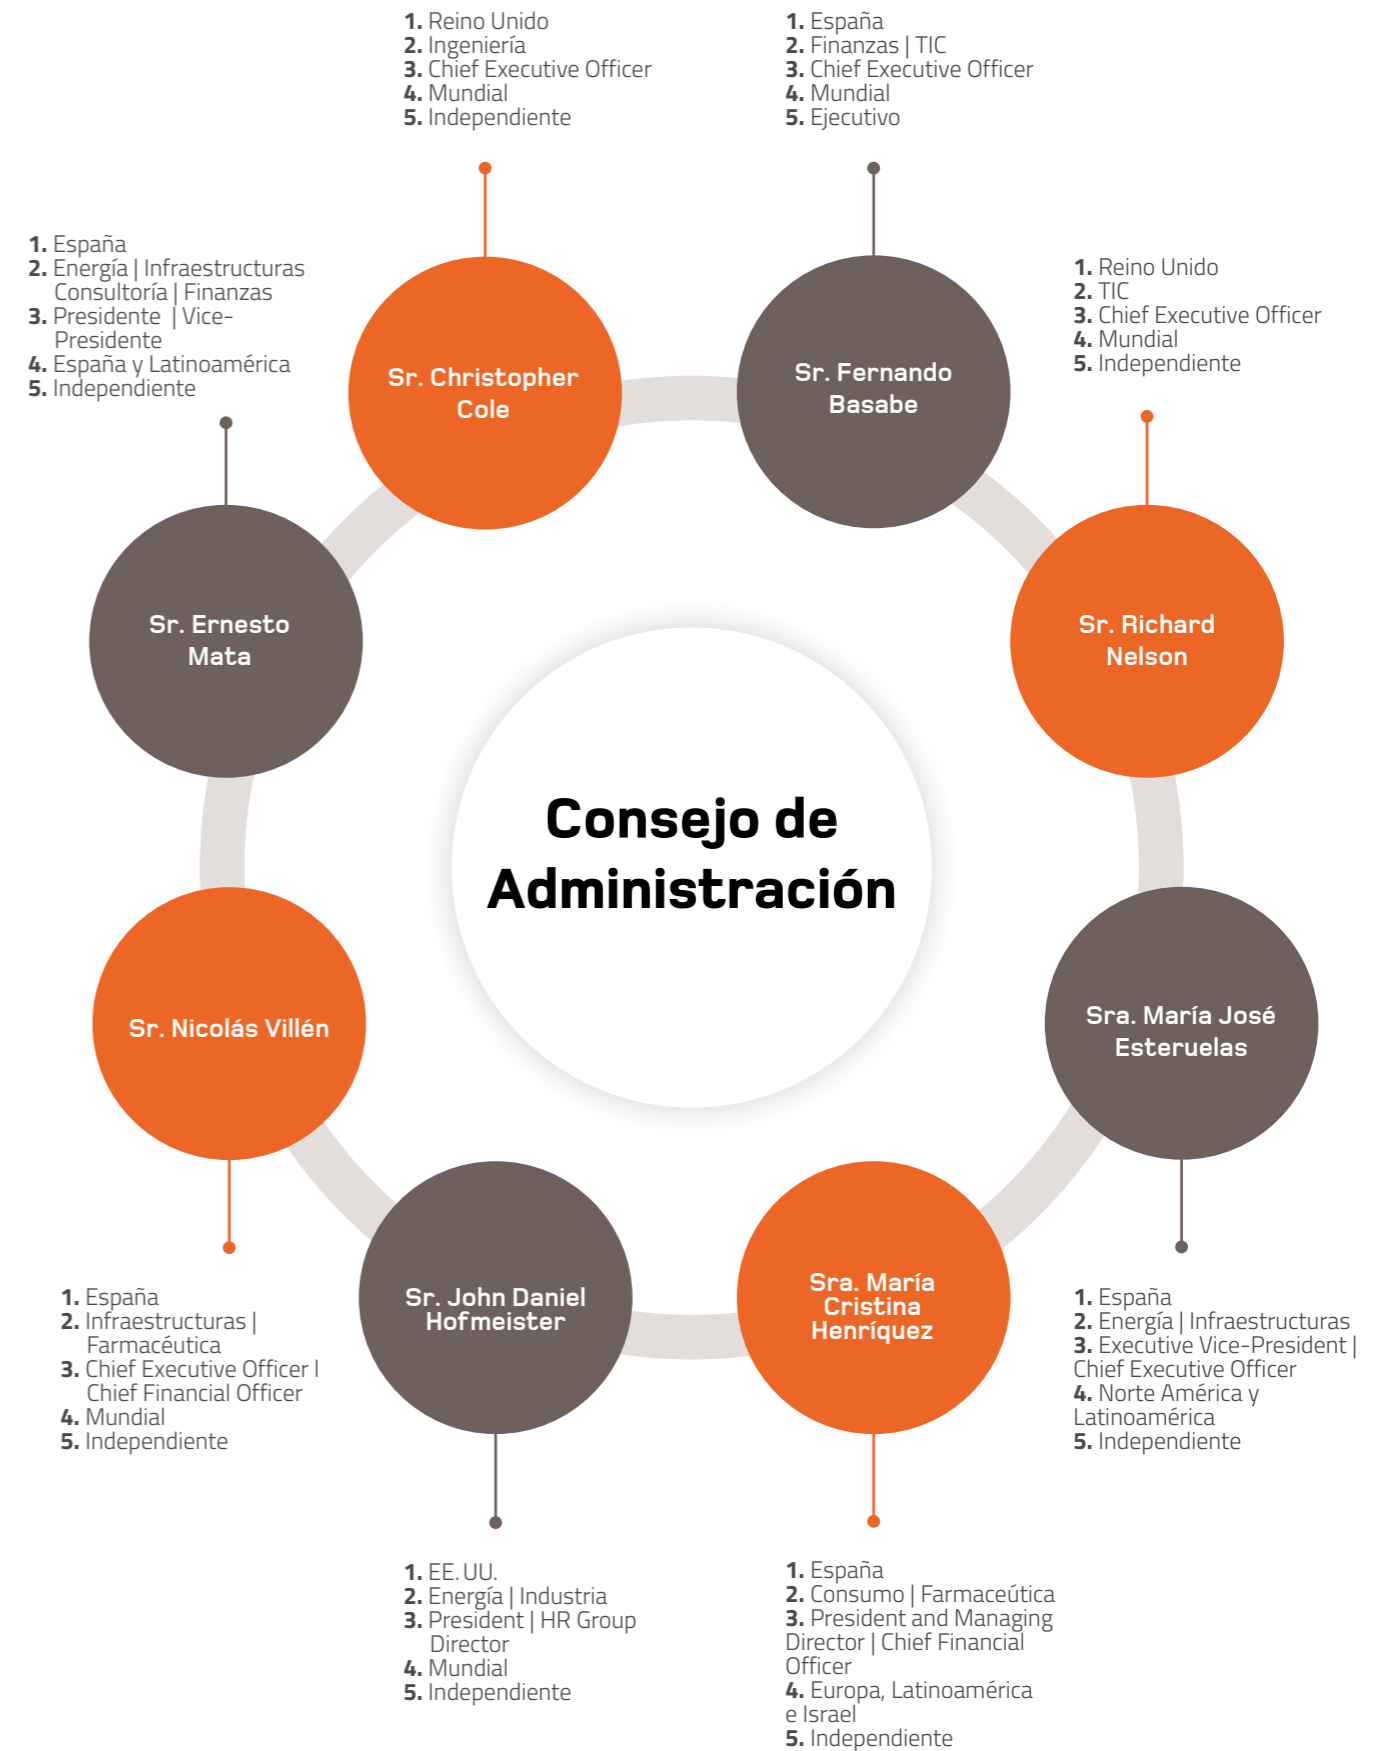 1. Reino Unido
2. Ingeniería
3. Chief Executive Officer
4. Mundial
5. Independiente
1. España
2. Finanzas | TIC
3. Chief Executive Officer
4. Mundial
5. Ejecutivo
1. España
2. Energía | Infraestructuras
Consultoría | Finanzas
3. Presidente | Vice-
Presidente
4. España y Latinoamérica
5. Independiente
1. Reino Unido
2. TIC
3. Chief Executive Officer
4. Mundial
5. Independiente
Sr. Christopher
Cole
Sr. Fernando
Basabe
Sr. Ernesto
Mata
Sr. Richard
Nelson
Consejo de
Administración
Sr. Nicolás Villén
Sra. María José
Esteruelas
Sr. John Daniel
Hofmeister
Sra. María
Cristina
Henríquez
1. España
2. Infraestructuras |
Farmacéutica
3. Chief Executive Officer l
Chief Financial Officer
4. Mundial
5. Independiente
1. España
2. Energía | Infraestructuras
3. Executive Vice-President |
Chief Executive Officer
4. Norte América y
Latinoamérica
5. Independiente
1. EE. UU.
2. Energía | Industria
3. President | HR Group
Director
4. Mundial
5. Independiente
1. España
2. Consumo | Farmaceútica
3. President and Managing
Director | Chief Financial
Officer
4. Europa, Latinoamérica
e Israel
5. Independiente